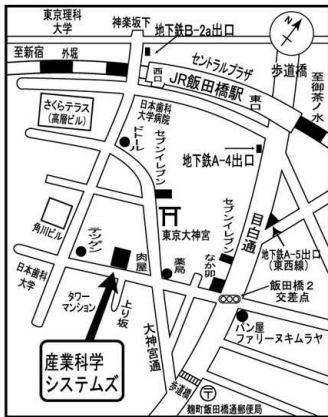 東京理科
大学
神楽坂下
地下鉄B-2a出口
至新宿
外堀
セントラルプラザ
西口
JR飯田橋駅
東口
歩道橋
至御茶ノ水
N
さくらテラス
(高層ビル)
日本歯科
大学病院
ドトール
セブンイレブン
地下鉄A-4出口
目白通
東京大神宮
角川ビル
テンゲン
肉屋
薬局
なか卯
セブンイレブン
地下鉄A-5出口
(東西線)
飯田橋2
交差点
日本歯科
大学
タワー
マンション
上り坂
大神宮通
パン屋
ファリーヌキムラヤ
産業科学
システムズ
歩道橋
〒
麹町飯田橋通郵便局